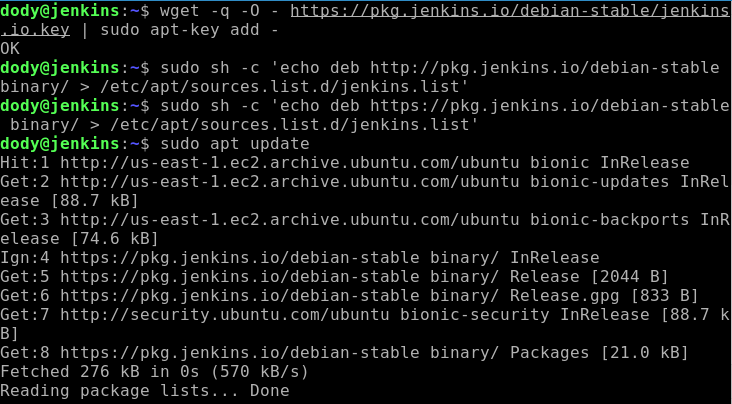 dody@jenkins:~$ wget -q -O - https://pkg.jenkins.io/debian-stable/jenkins
.io.key | sudo apt-key add -
OK
dody@jenkins:~$ sudo sh -c 'echo deb http://pkg.jenkins.io/debian-stable
binary/ > /etc/apt/sources.list.d/jenkins.list'
dody@jenkins:~$ sudo sh -c 'echo deb https://pkg.jenkins.io/debian-stable
 binary/ > /etc/apt/sources.list.d/jenkins.list'
dody@jenkins:~$ sudo apt update
Hit:1 http://us-east-1.ec2.archive.ubuntu.com/ubuntu bionic InRelease
Get:2 http://us-east-1.ec2.archive.ubuntu.com/ubuntu bionic-updates InRel
ease [88.7 kB]
Get:3 http://us-east-1.ec2.archive.ubuntu.com/ubuntu bionic-backports InR
elease [74.6 kB]
Ign:4 https://pkg.jenkins.io/debian-stable binary/ InRelease
Get:5 https://pkg.jenkins.io/debian-stable binary/ Release [2044 B]
Get:6 https://pkg.jenkins.io/debian-stable binary/ Release.gpg [833 B]
Get:7 http://security.ubuntu.com/ubuntu bionic-security InRelease [88.7 k
B]
Get:8 https://pkg.jenkins.io/debian-stable binary/ Packages [21.0 kB]
Fetched 276 kB in 0s (570 kB/s)
Reading package lists... Done